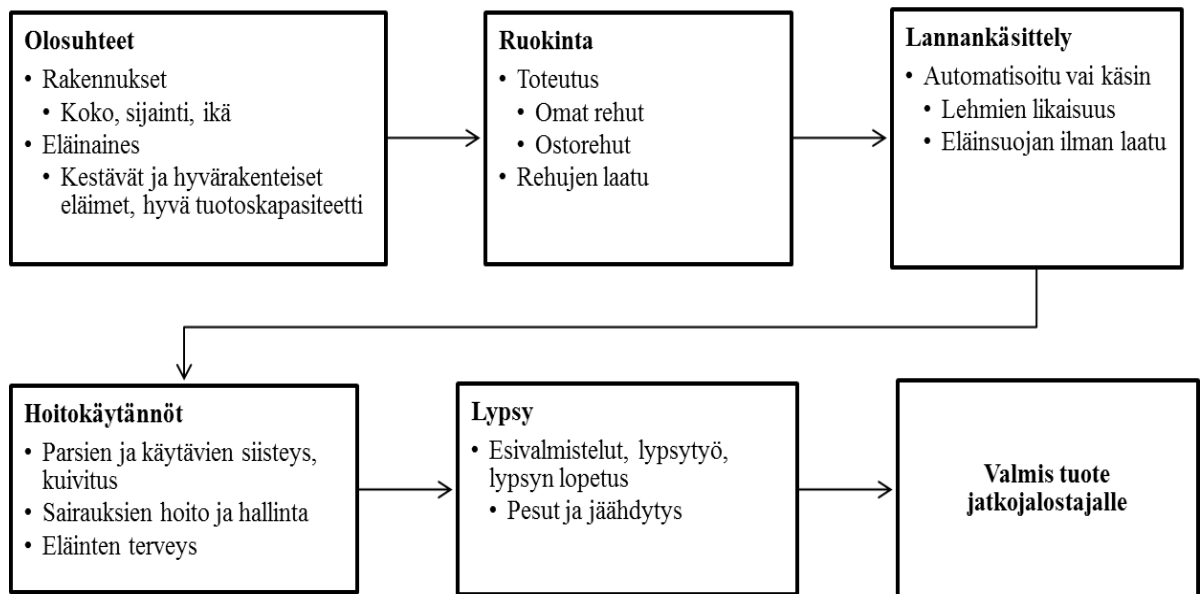 Olosuhteet
• Rakennukset
• Koko, sijainti, ikä
• Eläinaines
• Kestävät ja hyvärakenteiset
eläimet, hyvä tuotoskapasiteetti
Ruokinta
• Toteutus
• Omat rehut
• Ostorehut
• Rehujen laatu
Lannankäsittely
• Automatisoitu vai käsin
• Lehmien likaisuus
• Eläinsuojan ilman laatu
Hoitokäytännöt
• Parsien ja käytävien siisteys,
kuivitus
• Sairauksien hoito ja hallinta
• Eläinten terveys
Lypsy
• Esivalmistelut, lypsytyö,
lypsyn lopetus
• Pesut ja jäähdytys
Valmis tuote
jatkojalostajalle